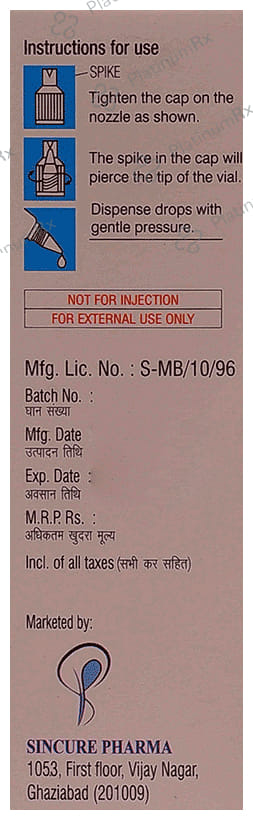 Instructions for use
SPIKE
Tighten the cap on the
nozzle as shown.
The spike in the cap will
pierce the tip of the vial.
Dispense drops with
gentle pressure.
NOT FOR INJECTION
FOR EXTERNAL USE ONLY
Mfg. Lic. No. : S-MB/10/96
Batch No. :
घान संख्या
Mfg. Date
उत्पादन तिथि
Exp. Date :
अवसान तिथि
M.R.P. Rs. :
अधिकतम खुदरा मूल्य
Incl. of all taxes (सभी कर सहित)
Marketed by:
SINCURE PHARMA
1053, First floor, Vijay Nagar,
Ghaziabad (201009)
PlatinumRx